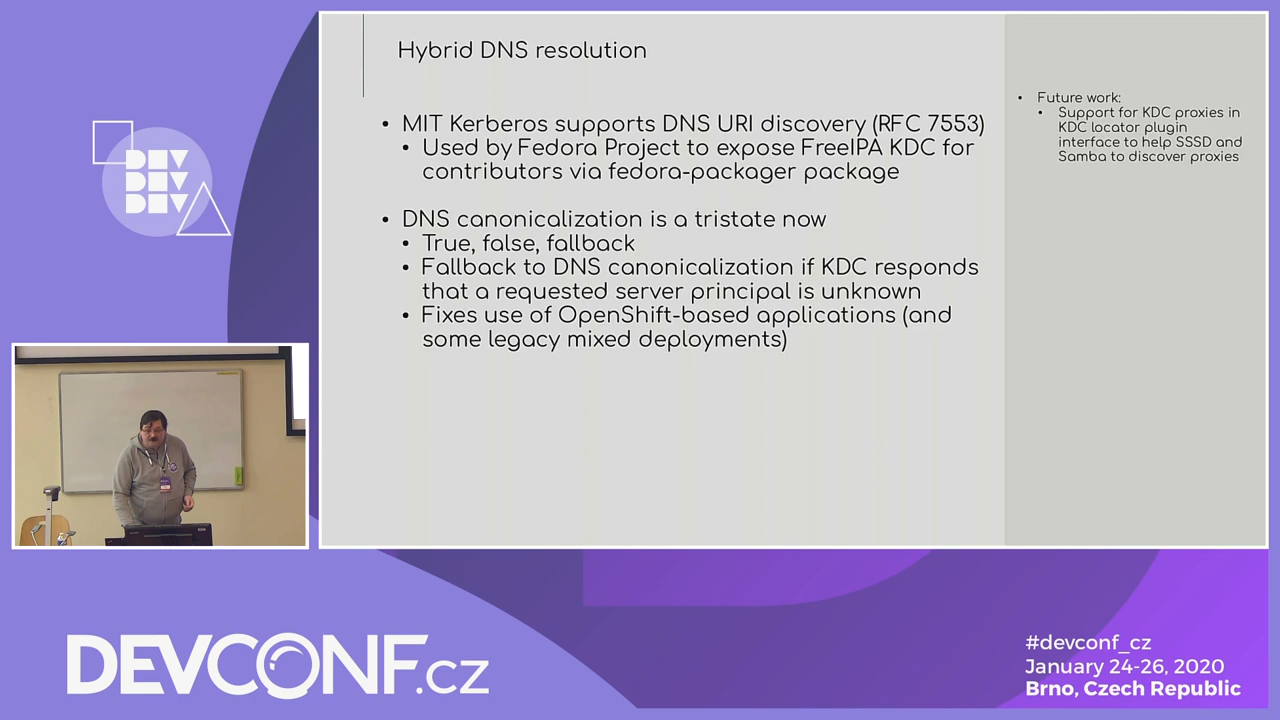 Hybrid DNS resolution
• MIT Kerberos supports DNS URI discovery (RFC 7553)
• Used by Fedora Project to expose FreeIPA KDC for
contributors via fedora-packager package
• DNS canonicalization is a tristate now
• True, false, fallback
• Fallback to DNS canonicalization if KDC responds
that a requested server principal is unknown
• Fixes use of OpenShift-based applications (and
some legacy mixed deployments)
• Future work:
• Support for KDC proxies in
KDC locator plugin
interface to help SSSD and
Samba to discover proxies
DEV
DEV
DEV
DEVCONF.cz
#devconf_cz
January 24-26, 2020
Brno, Czech Republic